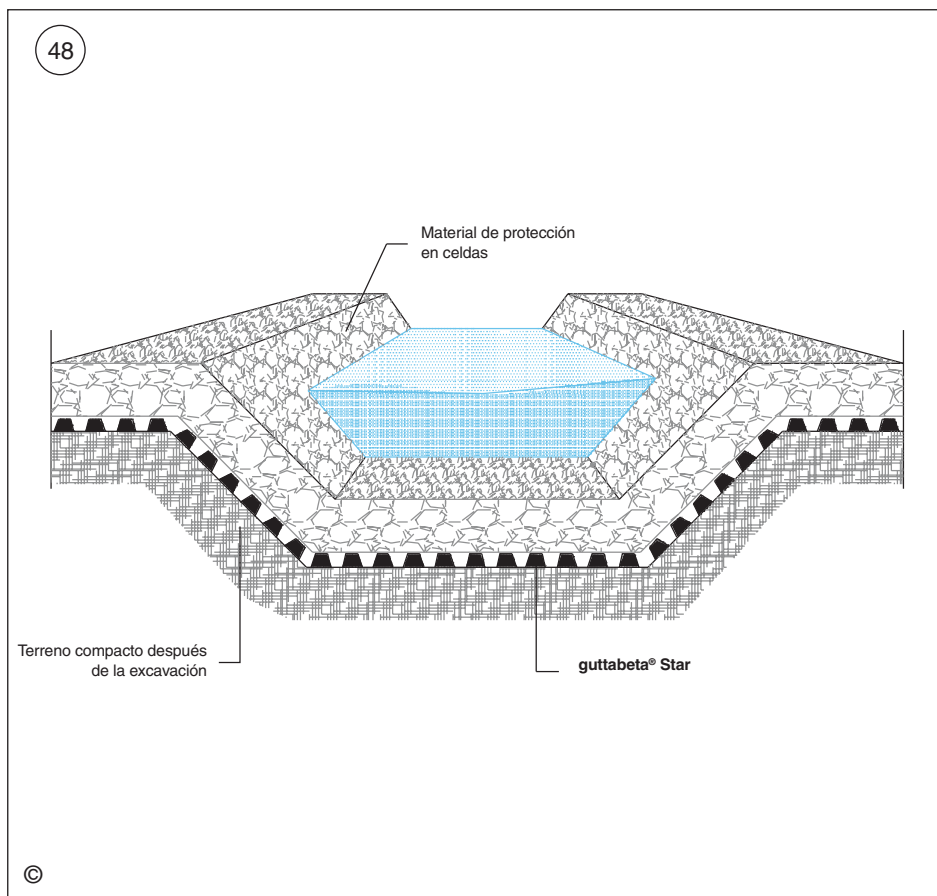 48
Material de protección
en celdas
Terreno compacto después
de la excavación
guttabeta® Star
©